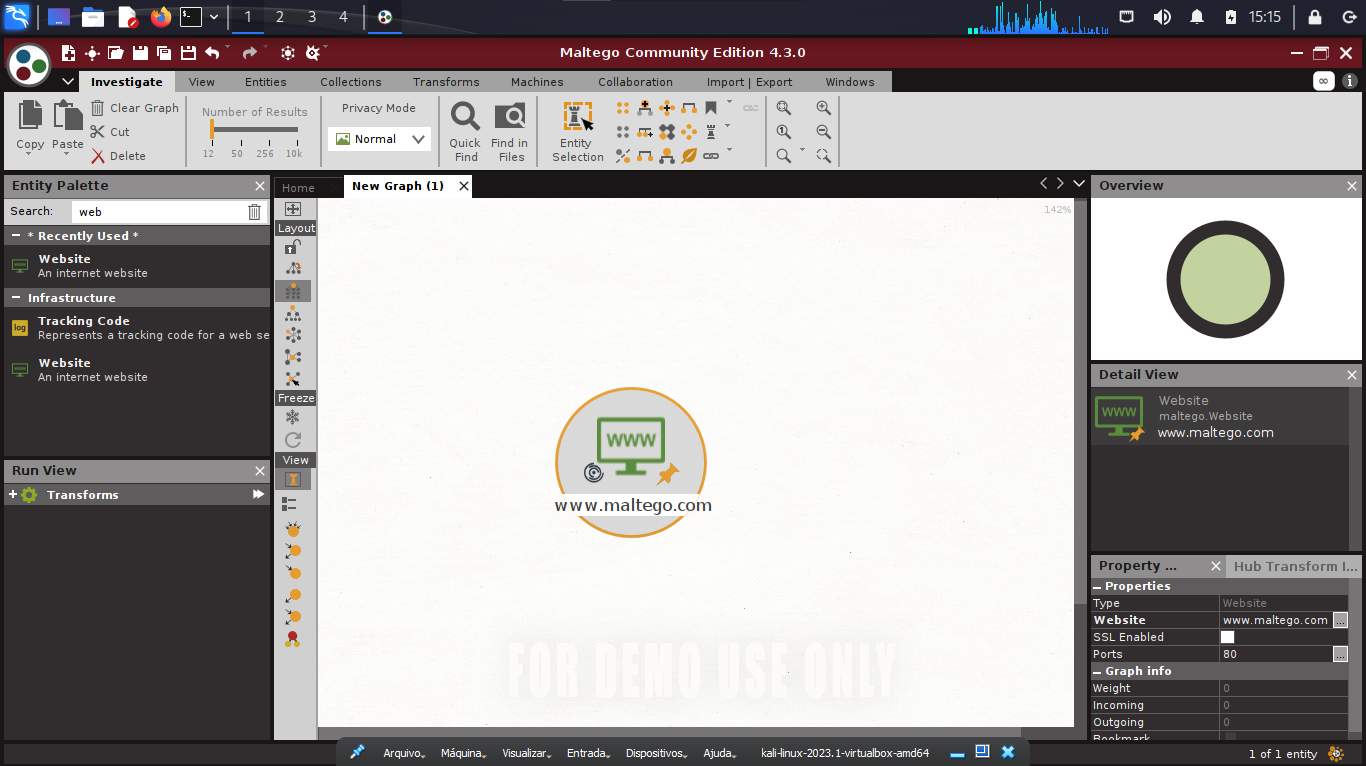 1 2 3 4
15:15
Maltego Community Edition 4.3.0
Investigate View Entities Collections Transforms Machines Collaboration Import | Export Windows
Copy
Paste
Clear Graph
Cut
Delete
Number of Results
12 50 256 10k
Privacy Mode
Normal
Quick
Find
Find in
Files
Entity
Selection
Entity Palette
Search: web
* Recently Used *
Website
An internet website
Infrastructure
log
Tracking Code
Represents a tracking code for a web se
Website
An internet website
Run View
Transforms
Home
New Graph (1)
Layout
Freeze
View
142%
WWW
www.maltego.com
FOR DEMO USE ONLY
Overview
Detail View
WWW
Website
maltego.Website
www.maltego.com
Property ...
Hub Transform I...
Properties
Type Website
Website www.maltego.com ...
SSL Enabled
Ports 80 ...
Graph info
Weight 0
Incoming 0
Outgoing 0
Bookmark
1 of 1 entity
Arquivo Máquina Visualizar Entrada Dispositivos Ajuda kali-linux-2023.1-virtualbox-amd64